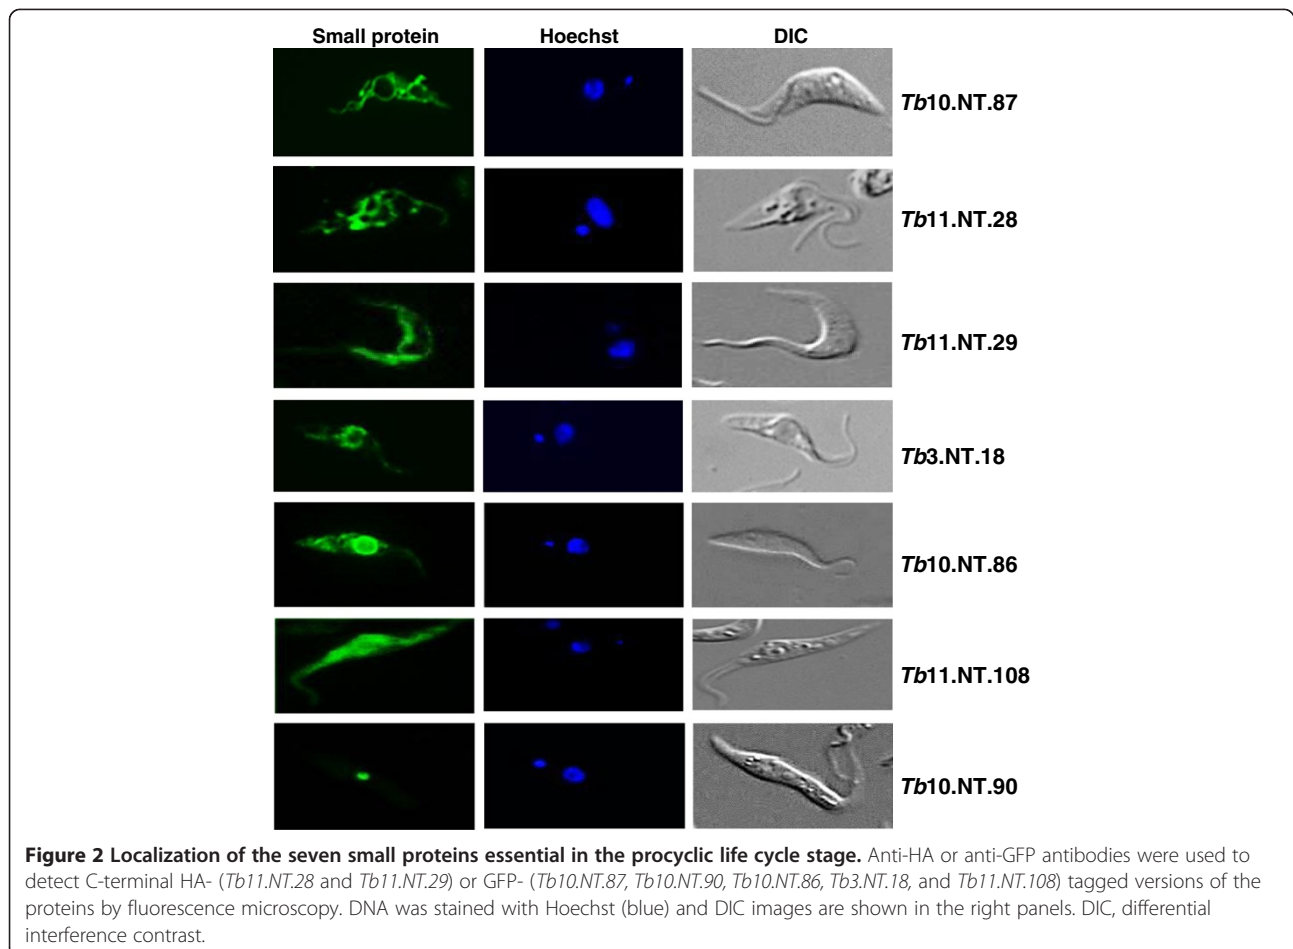 Small protein Hoechst DIC
Tb10.NT.87
Tb11.NT.28
Tb11.NT.29
Tb3.NT.18
Tb10.NT.86
Tb11.NT.108
Tb10.NT.90
Figure 2 Localization of the seven small proteins essential in the procyclic life cycle stage. Anti-HA or anti-GFP antibodies were used to
detect C-terminal HA- (Tb11.NT.28 and Tb11.NT.29) or GFP- (Tb10.NT.87, Tb10.NT.90, Tb10.NT.86, Tb3.NT.18, and Tb11.NT.108) tagged versions of the
proteins by fluorescence microscopy. DNA was stained with Hoechst (blue) and DIC images are shown in the right panels. DIC, differential
interference contrast.